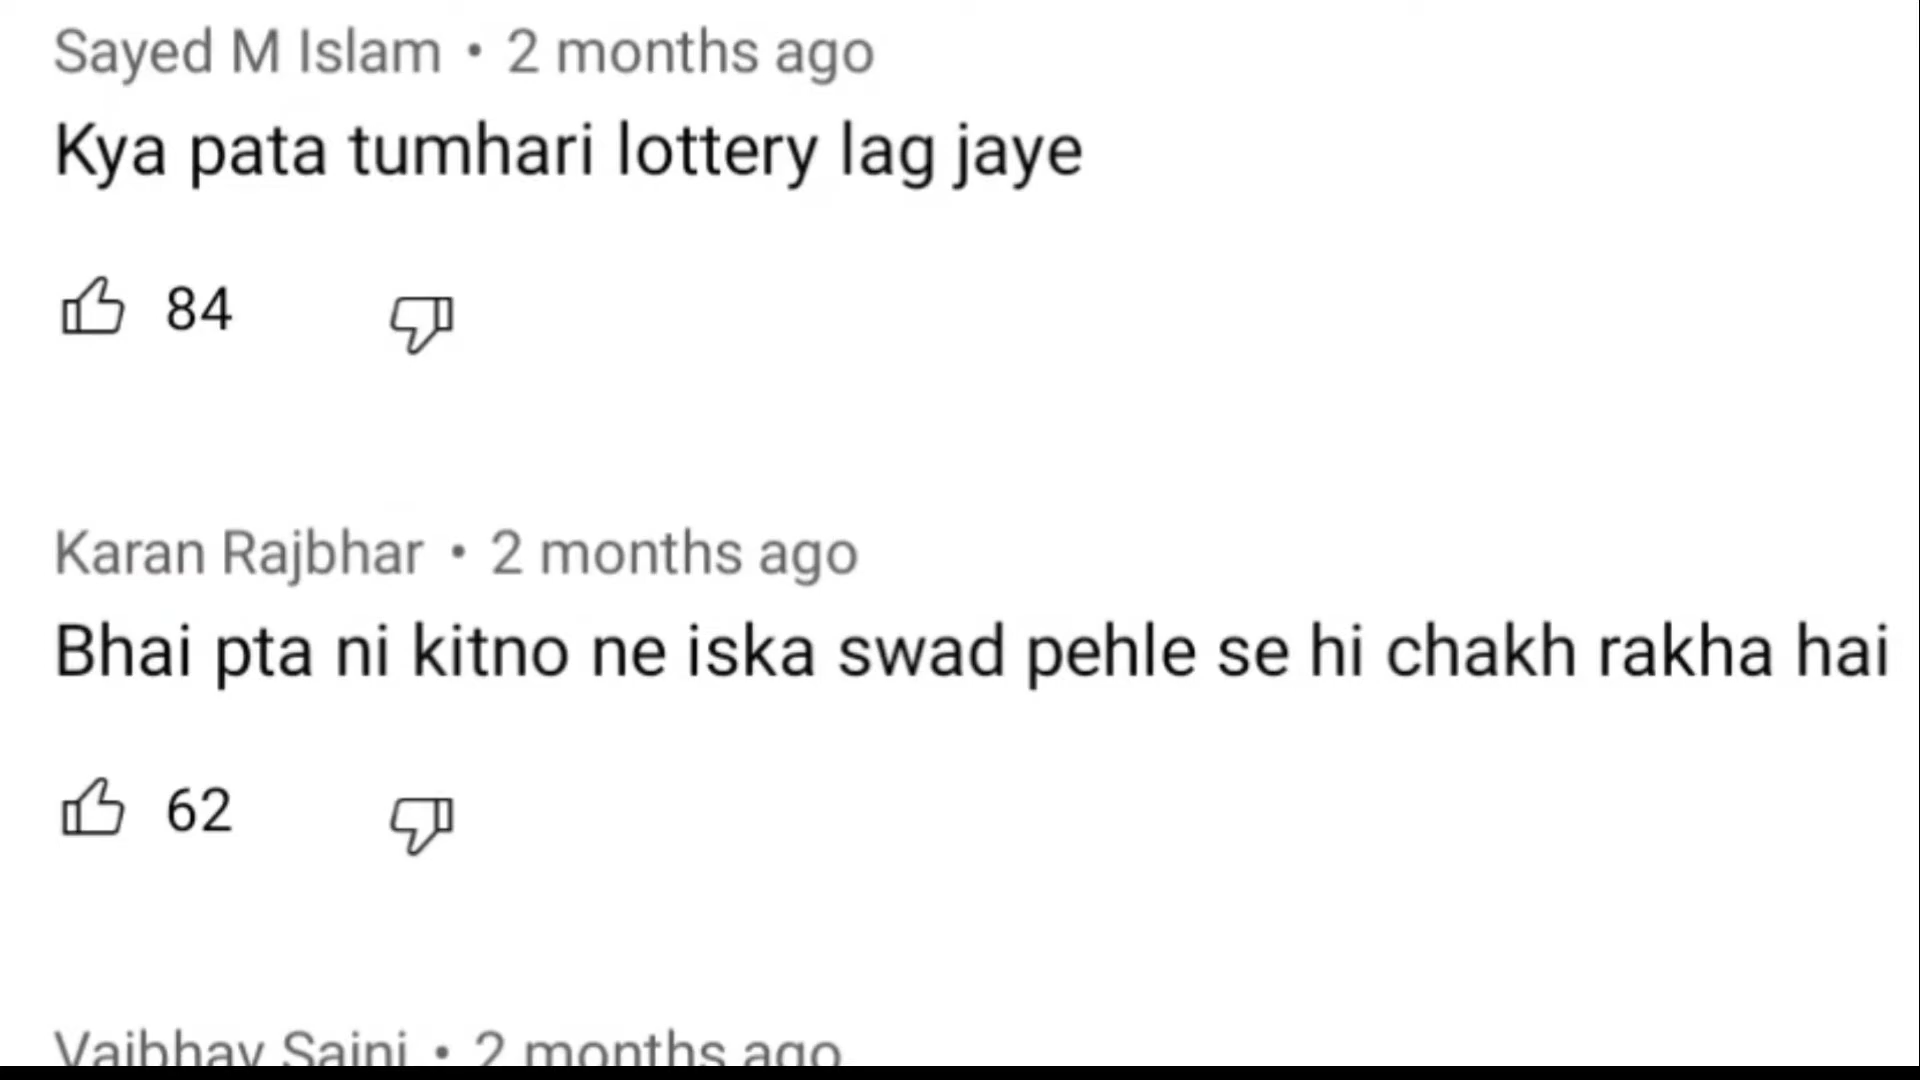 Sayed M Islam • 2 months ago
Kya pata tumhari lottery lag jaye
84
Karan Rajbhar • 2 months ago
Bhai pta ni kitno ne iska swad pehle se hi chakh rakha hai
62
Vaibhav Saini • 2 months ago